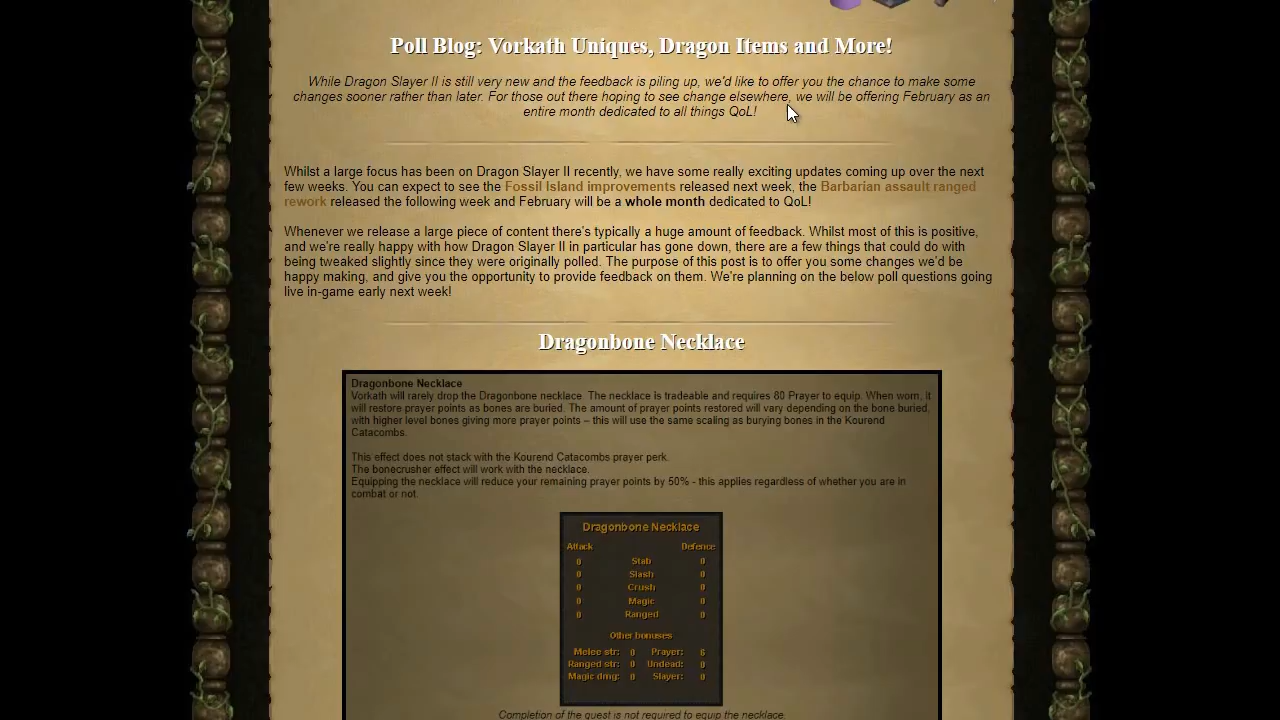 Poll Blog: Vorkath Uniques, Dragon Items and More!
While Dragon Slayer II is still very new and the feedback is piling up, we'd like to offer you the chance to make some
changes sooner rather than later. For those out there hoping to see change elsewhere, we will be offering February as an
entire month dedicated to all things QoL!
Whilst a large focus has been on Dragon Slayer II recently, we have some really exciting updates coming up over the next
few weeks. You can expect to see the Fossil Island improvements released next week, the Barbarian assault ranged
rework released the following week and February will be a whole month dedicated to QoL!
Whenever we release a large piece of content there's typically a huge amount of feedback. Whilst most of this is positive,
and we're really happy with how Dragon Slayer II in particular has gone down, there are a few things that could do with
being tweaked slightly since they were originally polled. The purpose of this post is to offer you some changes we'd be
happy making, and give you the opportunity to provide feedback on them. We're planning on the below poll questions going
live in-game early next week!
Dragonbone Necklace
Dragonbone Necklace
Vorkath will rarely drop the Dragonbone necklace. The necklace is tradeable and requires 80 Prayer to equip. When worn, it
will restore prayer points as bones are buried. The amount of prayer points restored will vary depending on the bone buried,
with higher level bones giving more prayer points – this will use the same scaling as burying bones in the Kourend
Catacombs.
This effect does not stack with the Kourend Catacombs prayer perk.
The bonecrusher effect will work with the necklace.
Equipping the necklace will reduce your remaining prayer points by 50% - this applies regardless of whether you are in
combat or not.
Dragonbone Necklace
Attack Defence
0 Stab 0
0 Slash 0
0 Crush 0
0 Magic 0
0 Ranged 0
Other bonuses
Melee str: 0 Prayer: 6
Ranged str: 0 Undead: 0
Magic dmg: 0 Slayer: 0
Completion of the quest is not required to equip the necklace.